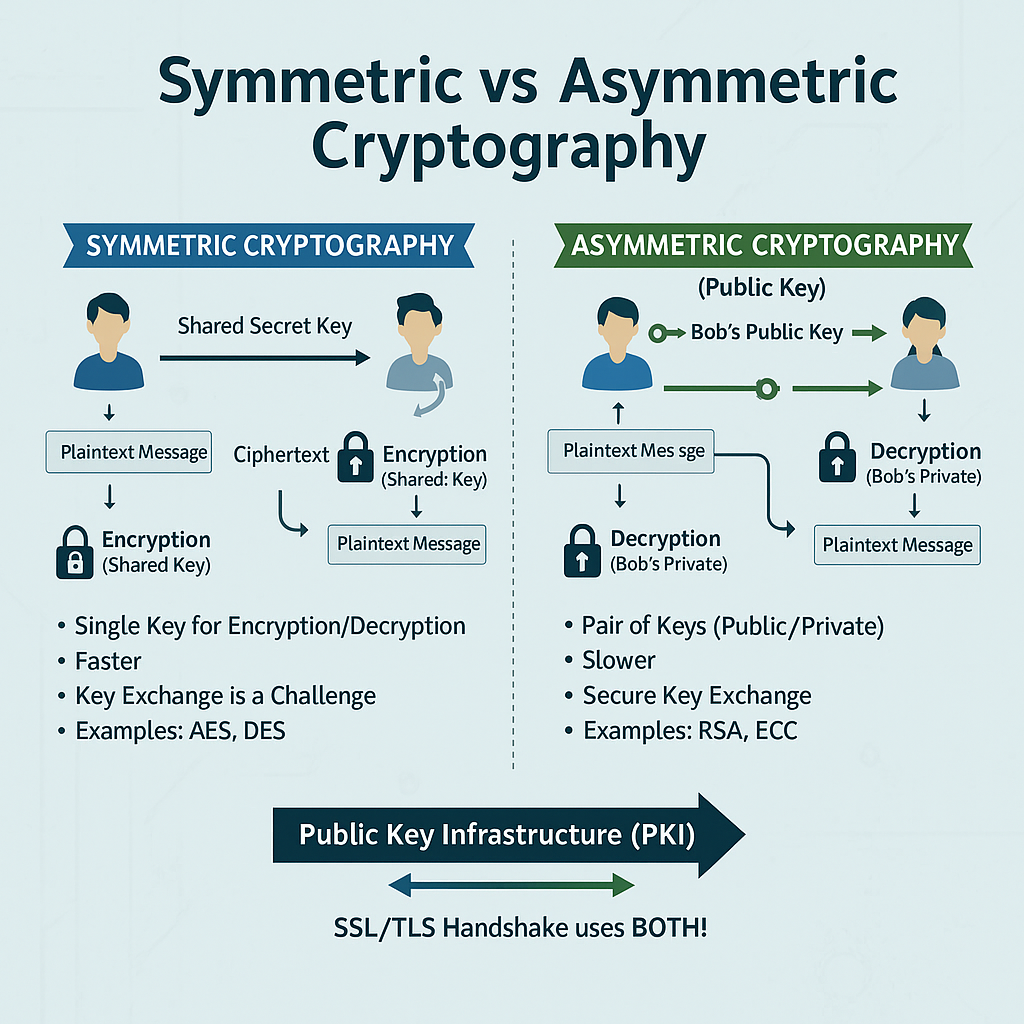 Symmetric vs Asymmetric
Cryptography
SYMMETRIC CRYPTOGRAPHY
Shared Secret Key
Plaintext Message
Ciphertext
Encryption
(Shared: Key)
Encryption
(Shared Key)
Plaintext Message
• Single Key for Encryption/Decryption
• Faster
• Key Exchange is a Challenge
• Examples: AES, DES
ASYMMETRIC CRYPTOGRAPHY
(Public Key)
Bob's Public Key
Plaintext Mes sge
Decryption
(Bob's Private)
Decryption
(Bob's Private)
Plaintext Message
• Pair of Keys (Public/Private)
• Slower
• Secure Key Exchange
• Examples: RSA, ECC
Public Key Infrastructure (PKI)
SSL/TLS Handshake uses BOTH!